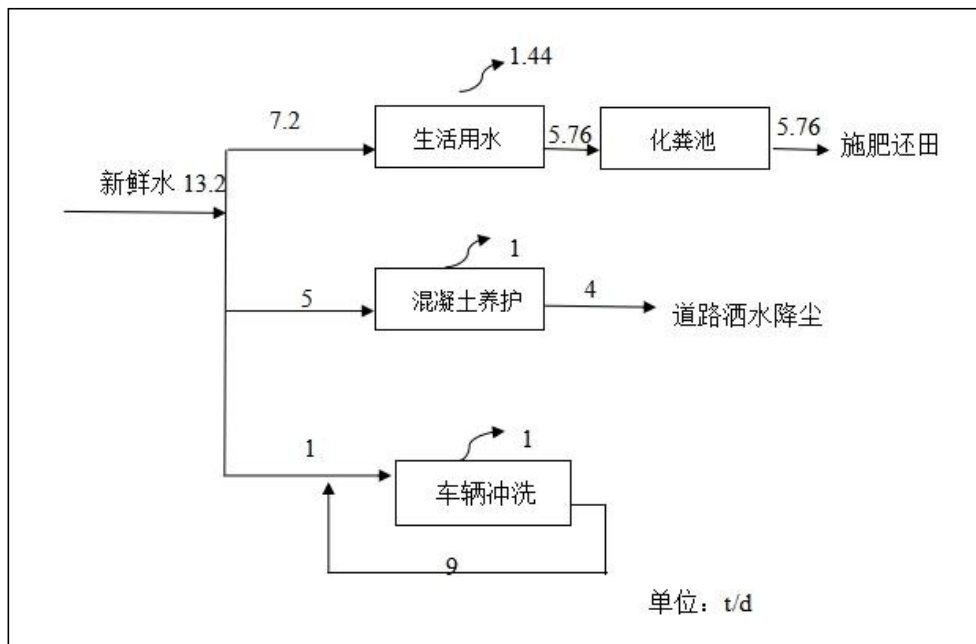 1.44
7.2
生活用水
5.76
化粪池
5.76
施肥还田
新鲜水 13.2
1
5
混凝土养护
4
道路洒水降尘
1
1
车辆冲洗
9
单位：t/d